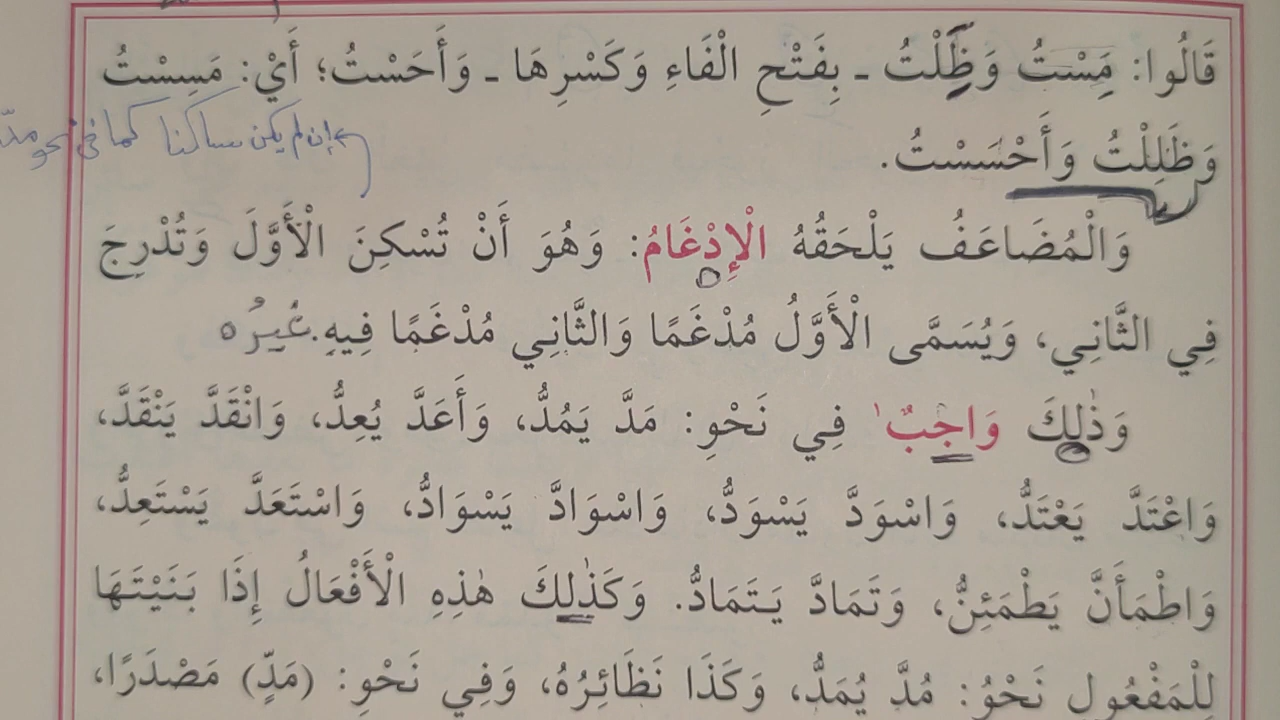 قَالُوا: مَِسْتُ وَظَِلْتُ ـ بِفَتْحِ الْفَاءِ وَكَسْرِهَا ـ وَأَحَسْتُ؛ أَيْ: مَسِسْتُ
إن لم يكن ساكنا كما في نحو مدّ
وَظَلِلْتُ وَأَحْسَسْتُ.
وَالْمُضَاعَفُ يَلْحَقُهُ الْإِدْغَامُ: وَهُوَ أَنْ تُسْكِنَ الْأَوَّلَ وَتُدْرِجَ
فِي الثَّانِي، وَيُسَمَّى الْأَوَّلُ مُدْغَمًا وَالثَّانِي مُدْغَمًا فِيهِ.
وَذٰلِكَ وَاجِبٌ فِي نَحْوِ: مَدَّ يَمُدُّ، وَأَعَدَّ يُعِدُّ، وَانْقَدَّ يَنْقَدُّ،
وَاعْتَدَّ يَعْتَدُّ، وَاسْوَدَّ يَسْوَدُّ، وَاسْوَادَّ يَسْوَادُّ، وَاسْتَعَدَّ يَسْتَعِدُّ،
وَاطْمَأَنَّ يَطْمَئِنُّ، وَتَمَادَّ يَتَمَادُّ. وَكَذٰلِكَ هٰذِهِ الْأَفْعَالُ إِذَا بَنَيْتَهَا
لِلْمَفْعُولِ نَحْوُ: مُدَّ يُمَدُّ، وَكَذَا نَظَائِرُهُ، وَفِي نَحْوِ: (مَدٍّ) مَصْدَرًا،